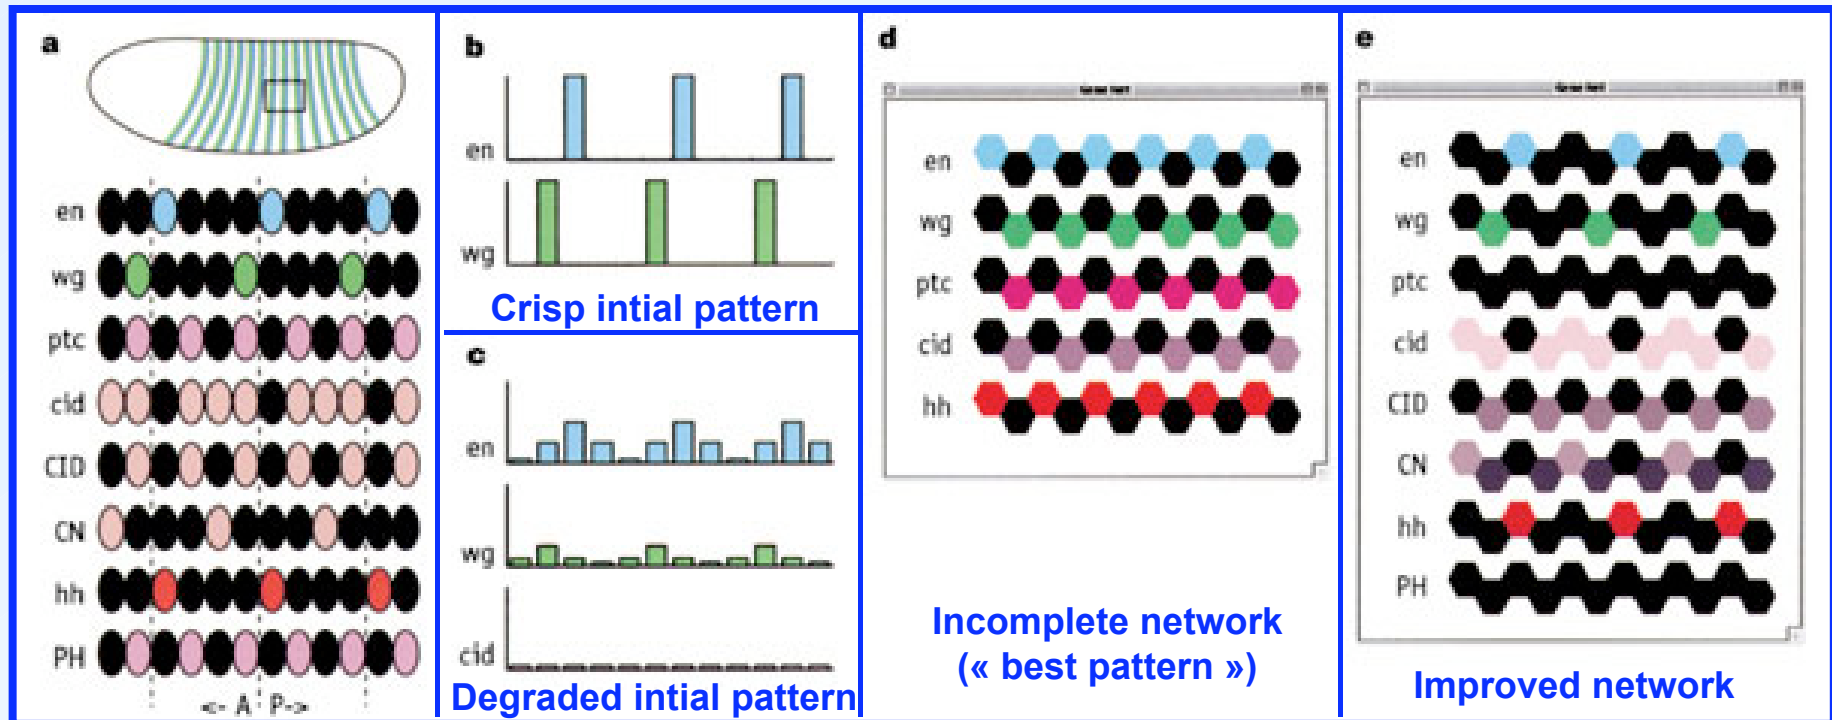 a
en
wg
ptc
cid
CID
CN
hh
PH
<- A P->
b
en
wg
Crisp intial pattern
c
en
wg
cid
Degraded intial pattern
d
en
wg
ptc
cid
hh
Incomplete network
(« best pattern »)
e
en
wg
ptc
cid
CID
CN
hh
PH
Improved network